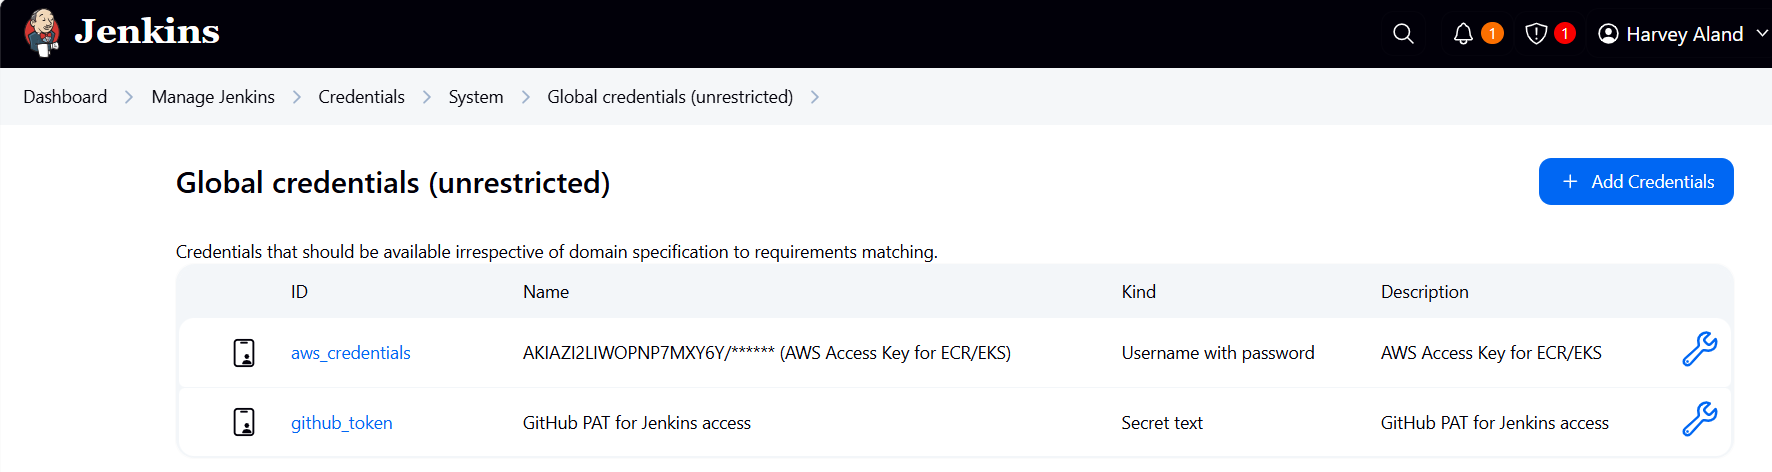 Jenkins 1 1 Harvey Aland
Dashboard Manage Jenkins Credentials System Global credentials (unrestricted)
Global credentials (unrestricted) + Add Credentials
Credentials that should be available irrespective of domain specification to requirements matching.
ID Name Kind Description
aws_credentials AKIAZI2LIWOPNP7MXY6Y/****** (AWS Access Key for ECR/EKS) Username with password AWS Access Key for ECR/EKS
github_token GitHub PAT for Jenkins access Secret text GitHub PAT for Jenkins access